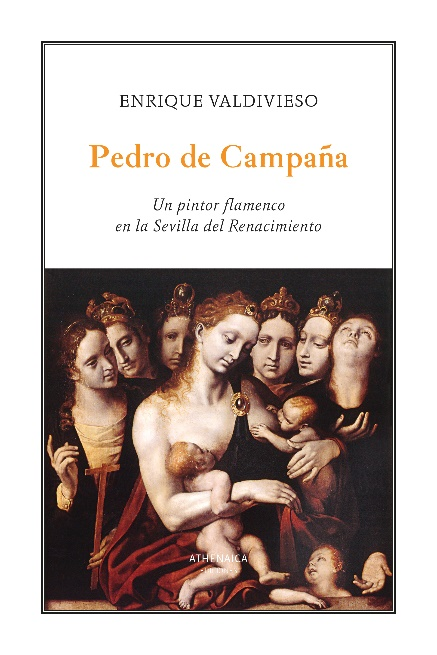 ENRIQUE VALDIVIESO
Pedro de Campaña
Un pintor flamenco
en la Sevilla del Renacimiento
ATHENAICA